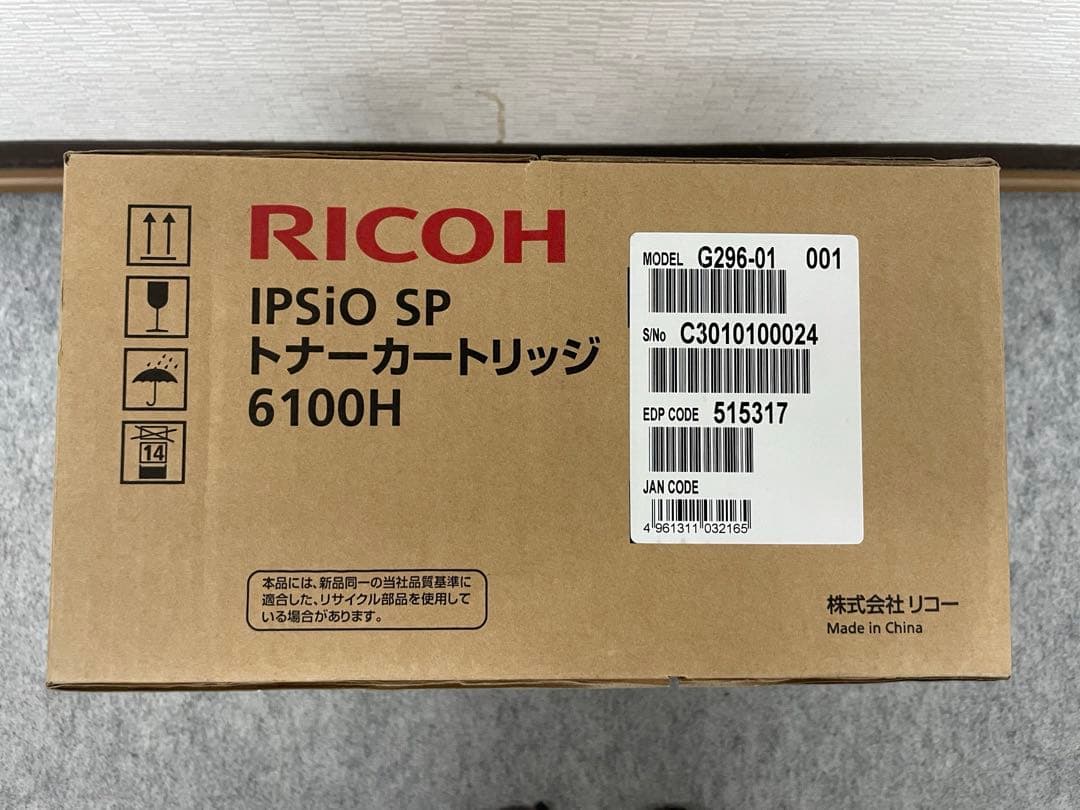 RICOH
IPSiO SP
トナーカートリッジ
6100H
14
MODEL G296-01 001
S/No C3010100024
EDP CODE 515317
JAN CODE
4 961311 032165
本品には、新品同一の当社品質基準に
適合した、リサイクル部品を使用して
いる場合があります。
株式会社リコー
Made in China